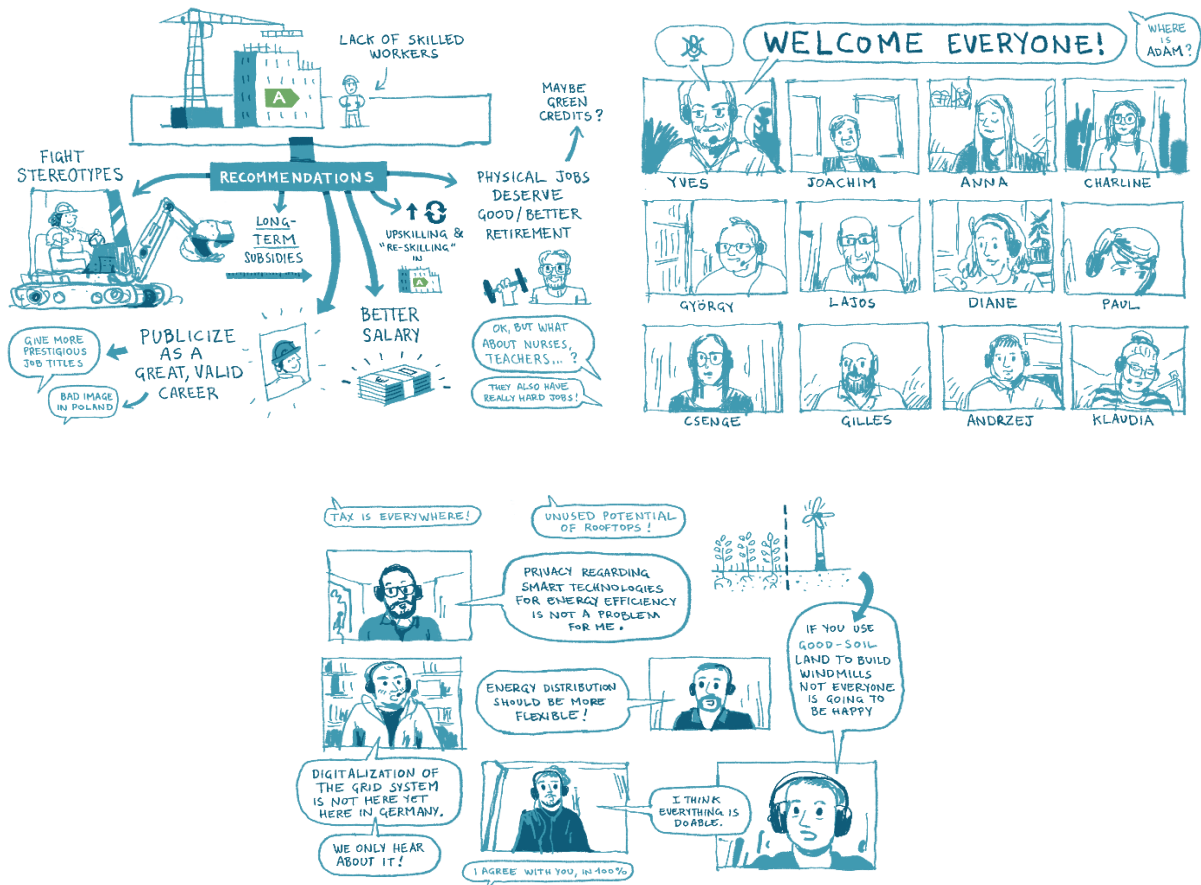 LACK OF SKILLED
WORKERS
A
RECOMMENDATIONS
FIGHT
STEREOTYPES
LONG-
TERM
SUBSIDIES
UPSKILLING &
"RE-SKILLING"
IN
A
PHYSICAL JOBS
DESERVE
GOOD/BETTER
RETIREMENT
MAYBE
GREEN
CREDITS?
PUBLICIZE
AS A
GREAT, VALID
CAREER
GIVE MORE
PRESTIGIOUS
JOB TITLES
BAD IMAGE
IN POLAND
BETTER
SALARY
OK, BUT WHAT
ABOUT NURSES,
TEACHERS...?
THEY ALSO HAVE
REALLY HARD JOBS!
WELCOME EVERYONE!
WHERE
IS
ADAM?
YVES
JOACHIM
ANNA
CHARLINE
GYÖRGY
LAJOS
DIANE
PAUL
CSENGE
GILLES
ANDRZEJ
KLAUDIA
TAX IS EVERYWHERE!
UNUSED POTENTIAL
OF ROOFTOPS!
PRIVACY REGARDING
SMART TECHNOLOGIES
FOR ENERGY EFFICIENCY
IS NOT A PROBLEM
FOR ME.
ENERGY DISTRIBUTION
SHOULD BE MORE
FLEXIBLE!
IF YOU USE
GOOD-SOIL
LAND TO BUILD
WINDMILLS
NOT EVERYONE
IS GOING TO
BE HAPPY
DIGITALIZATION OF
THE GRID SYSTEM
IS NOT HERE YET
HERE IN GERMANY.
WE ONLY HEAR
ABOUT IT!
I THINK
EVERYTHING IS
DOABLE.
I AGREE WITH YOU, IN 100%